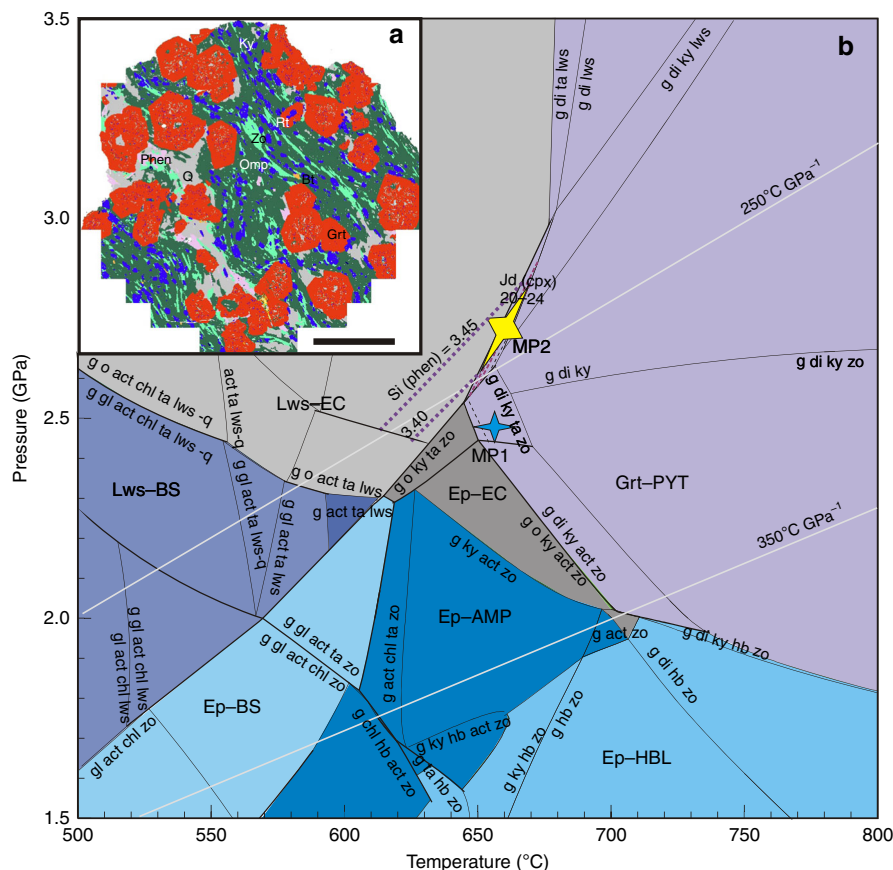 a
b
Ky
Rt
Zo
Phen
Omp
Q
Bt
Grt
3.5
3.0
2.5
2.0
1.5
Pressure (GPa)
500
550
600
650
700
750
800
Temperature (°C)
g di ta lws
g di lws
g di ky lws
250°C GPa⁻¹
Jd (cpx)
20–24
MP2
Si (phen) = 3.45
3.40
g di ky
g di ky zo
g di ky ta zo
MP1
g o act chl ta lws -q
act ta lws-q
Lws–EC
g gl act chl ta lws -q
g o act ta lws
g o ky ta zo
Lws–BS
g gl act ta lws-q
g gl act ta lws
g act ta lws
Ep–EC
Grt–PYT
350°C GPa⁻¹
g di ky act zo
g o ky act zo
g ky act zo
g gl act chl lws
gl act chl lws
gl act chl zo
g gl act ta zo
g gl act chl zo
Ep–BS
g act chl ta zo
Ep–AMP
g act zo
g di ky hb zo
g di hb zo
g chl hb act zo
g ky hb act zo
g ta hb zo
g ky hb zo
g hb zo
Ep–HBL